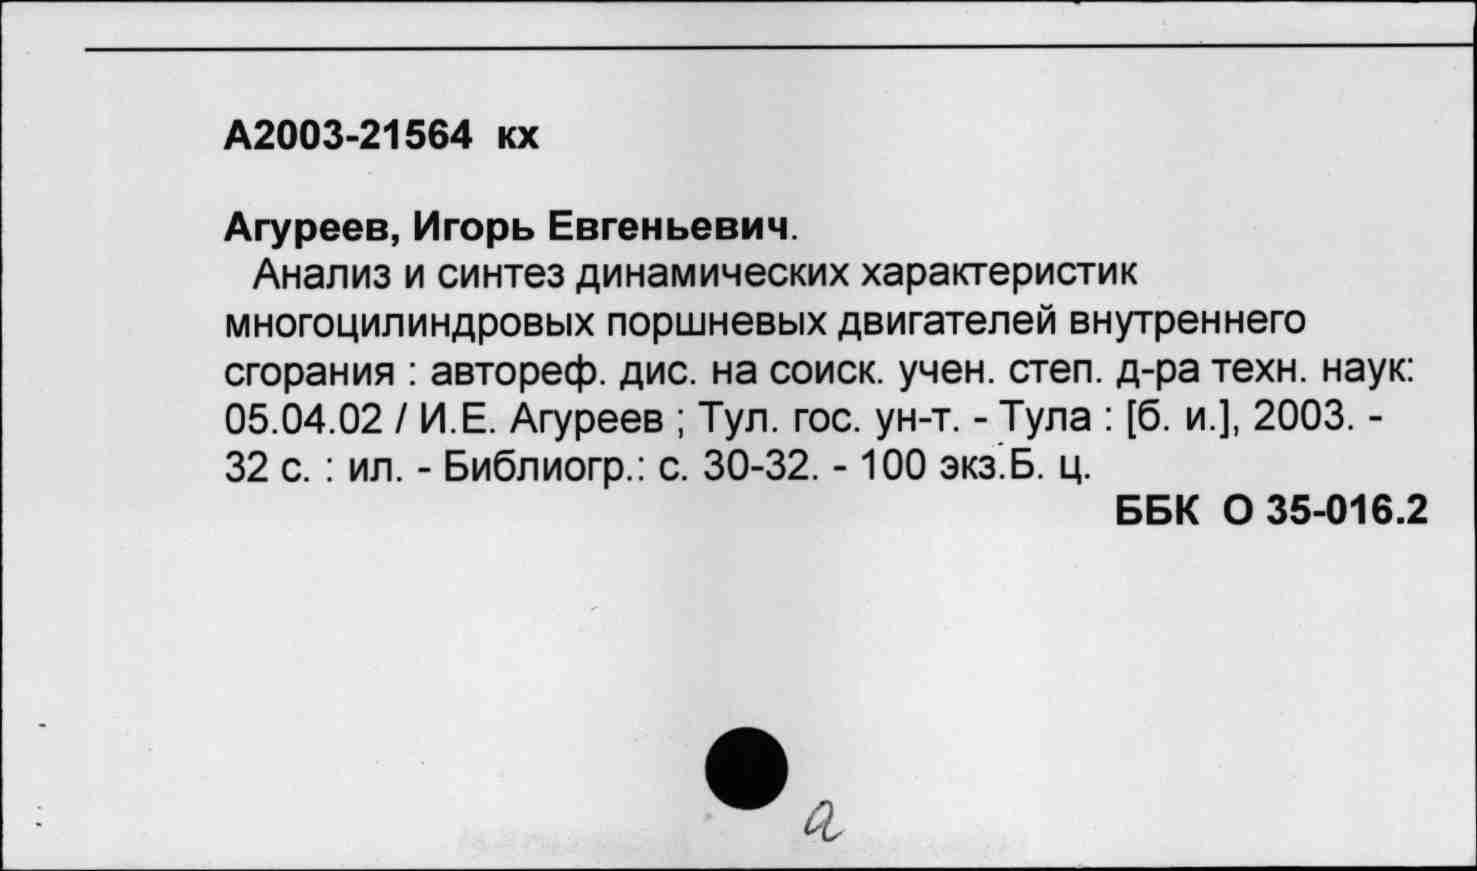 А2003-21564 кх
Агуреев, Игорь Евгеньевич.
Анализ и синтез динамических характеристик
многоцилиндровых поршневых двигателей внутреннего
сгорания : автореф. дис. на соиск. учен. степ. д-ра техн. наук:
05.04.02 / И.Е. Агуреев ; Тул. гос. ун-т. - Тула : [б. и.], 2003. -
32 с. : ил. - Библиогр.: с. 30-32. - 100 экз.Б. ц.
ББК О 35-016.2
а